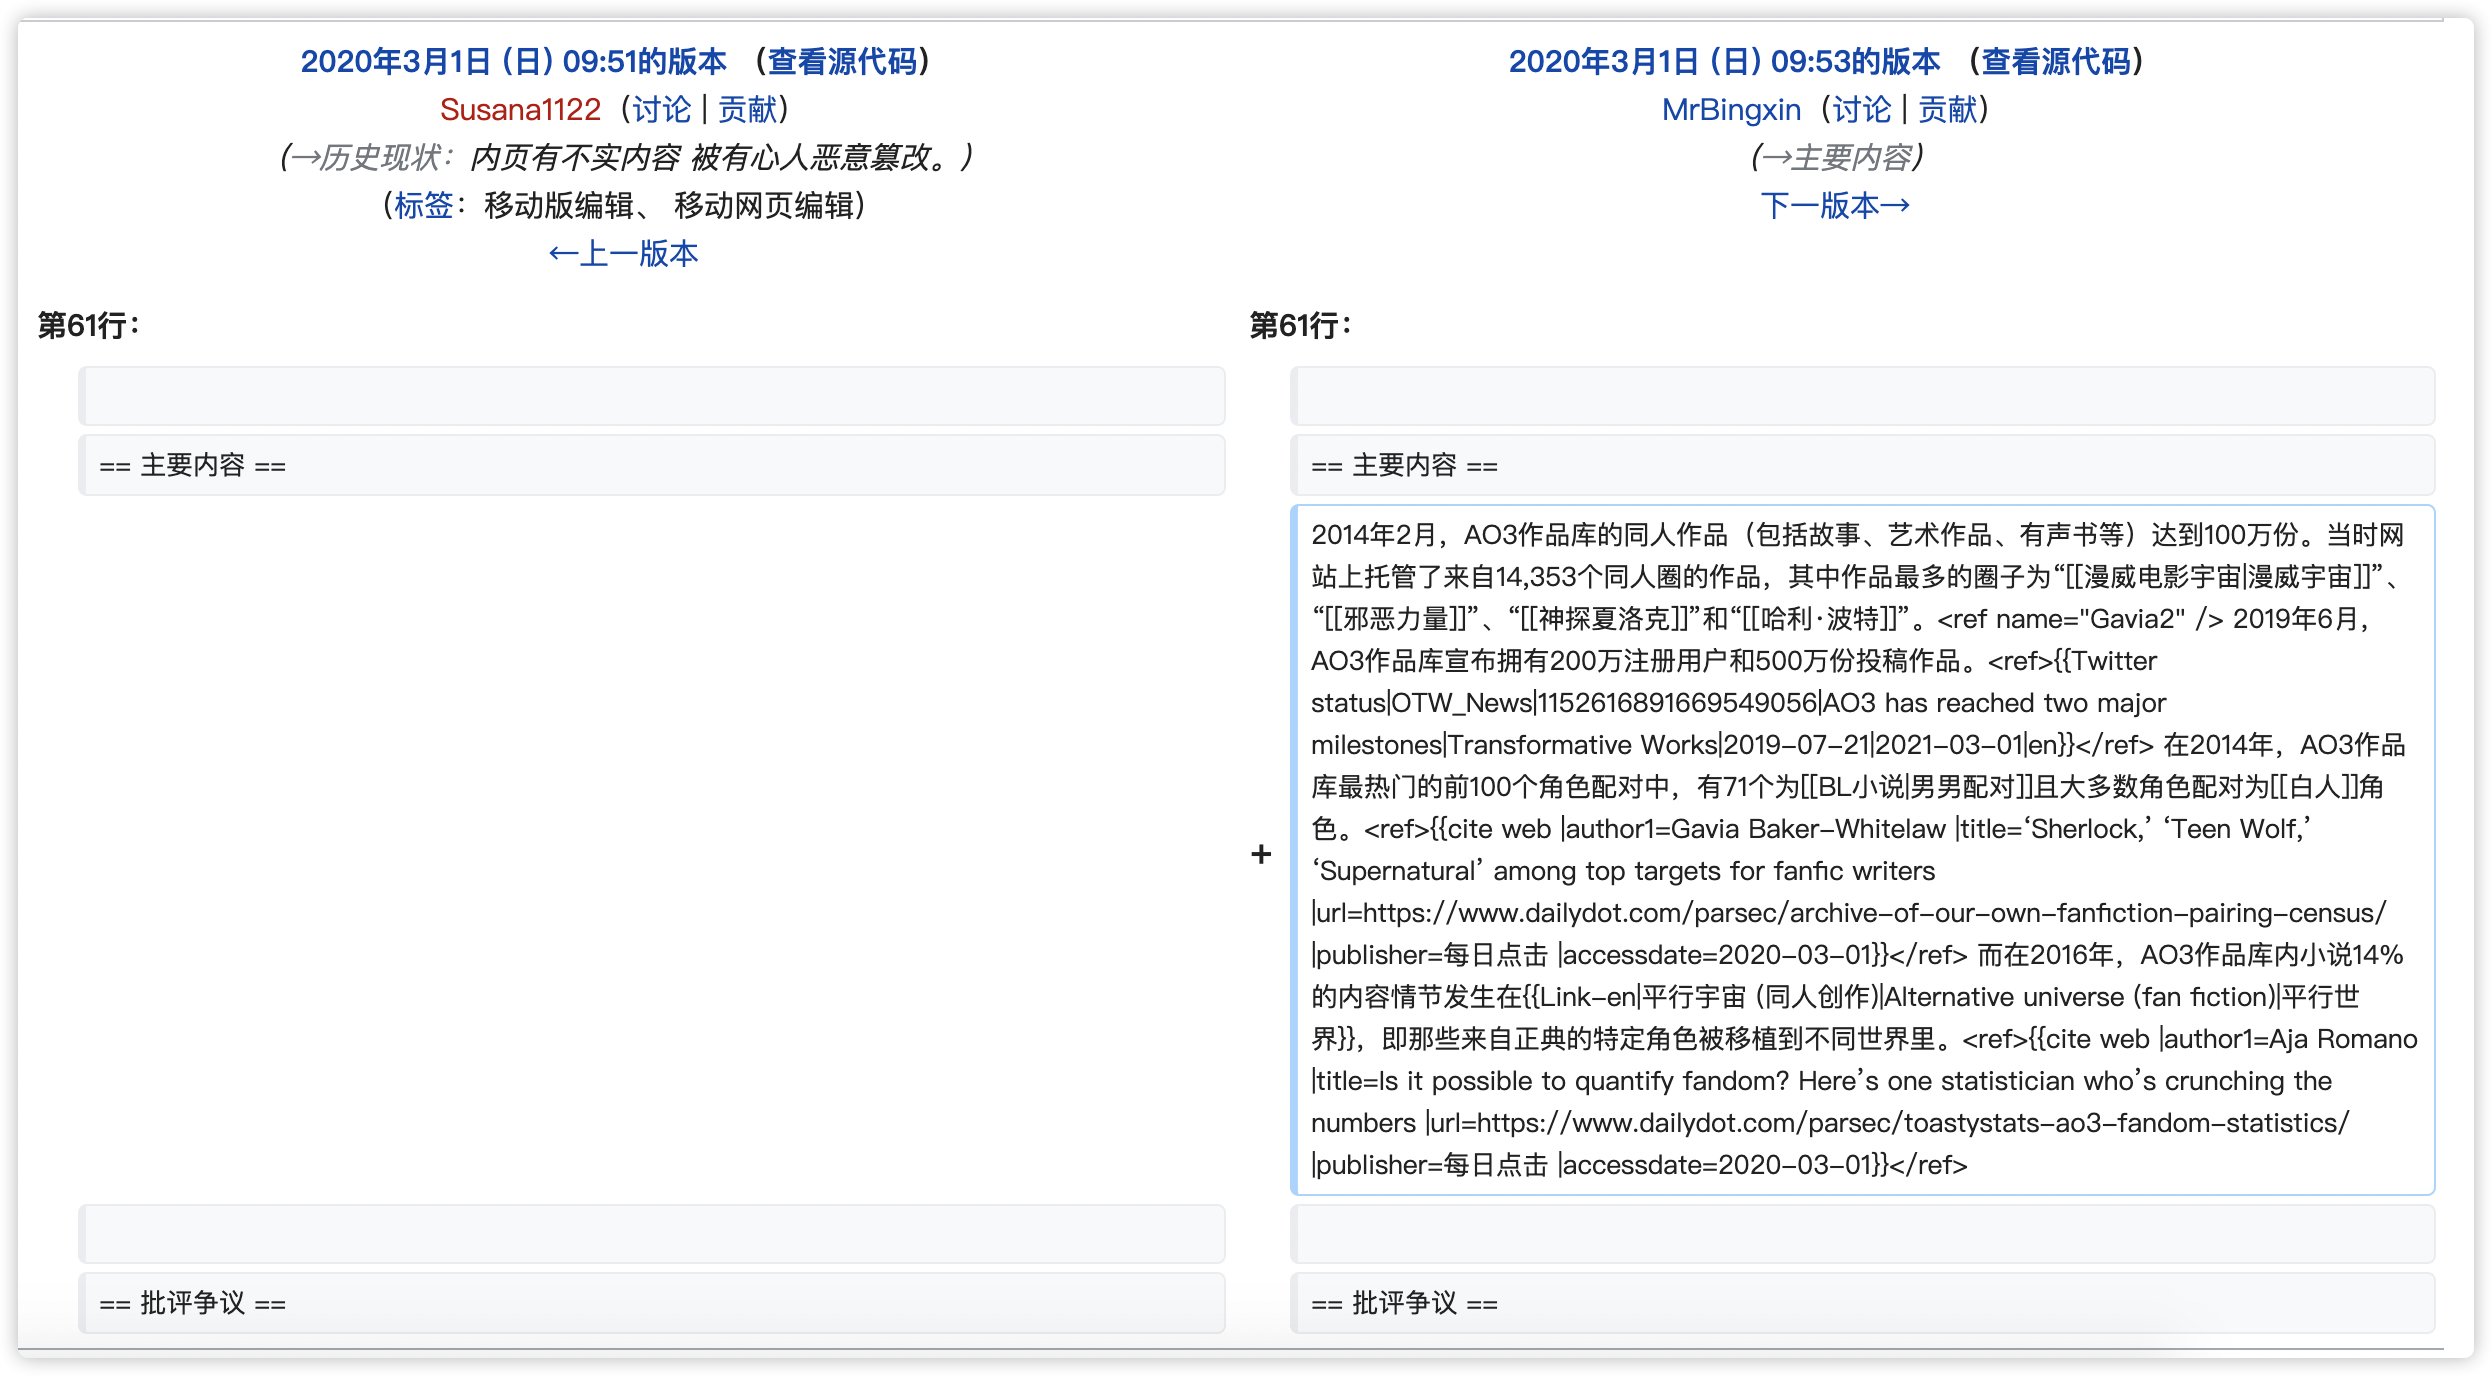 2020年3月1日 (日) 09:51的版本 （查看源代码）
Susana1122（讨论 | 贡献）
（→历史现状：内页有不实内容 被有心人恶意篡改。）
（标签：移动版编辑、 移动网页编辑）
←上一版本
2020年3月1日 (日) 09:53的版本 （查看源代码）
MrBingxin（讨论 | 贡献）
（→主要内容）
下一版本→
第61行：
第61行：
== 主要内容 ==
== 主要内容 ==
+
2014年2月，AO3作品库的同人作品（包括故事、艺术作品、有声书等）达到100万份。当时网
站上托管了来自14,353个同人圈的作品，其中作品最多的圈子为“[[漫威电影宇宙|漫威宇宙]]”、
“[[邪恶力量]]”、“[[神探夏洛克]]”和“[[哈利·波特]]”。<ref name="Gavia2" /> 2019年6月，
AO3作品库宣布拥有200万注册用户和500万份投稿作品。<ref>{{Twitter
status|OTW_News|1152616891669549056|AO3 has reached two major
milestones|Transformative Works|2019-07-21|2021-03-01|en}}</ref> 在2014年，AO3作品
库最热门的前100个角色配对中，有71个为[[BL小说|男男配对]]且大多数角色配对为[[白人]]角
色。<ref>{{cite web |author1=Gavia Baker-Whitelaw |title=‘Sherlock,’ ‘Teen Wolf,’
‘Supernatural’ among top targets for fanfic writers
|url=https://www.dailydot.com/parsec/archive-of-our-own-fanfiction-pairing-census/
|publisher=每日点击 |accessdate=2020-03-01}}</ref> 而在2016年，AO3作品库内小说14%
的内容情节发生在{{Link-en|平行宇宙 (同人创作)|Alternative universe (fan fiction)|平行世
界}}，即那些来自正典的特定角色被移植到不同世界里。<ref>{{cite web |author1=Aja Romano
|title=Is it possible to quantify fandom? Here’s one statistician who’s crunching the
numbers |url=https://www.dailydot.com/parsec/toastystats-ao3-fandom-statistics/
|publisher=每日点击 |accessdate=2020-03-01}}</ref>
== 批评争议 ==
== 批评争议 ==